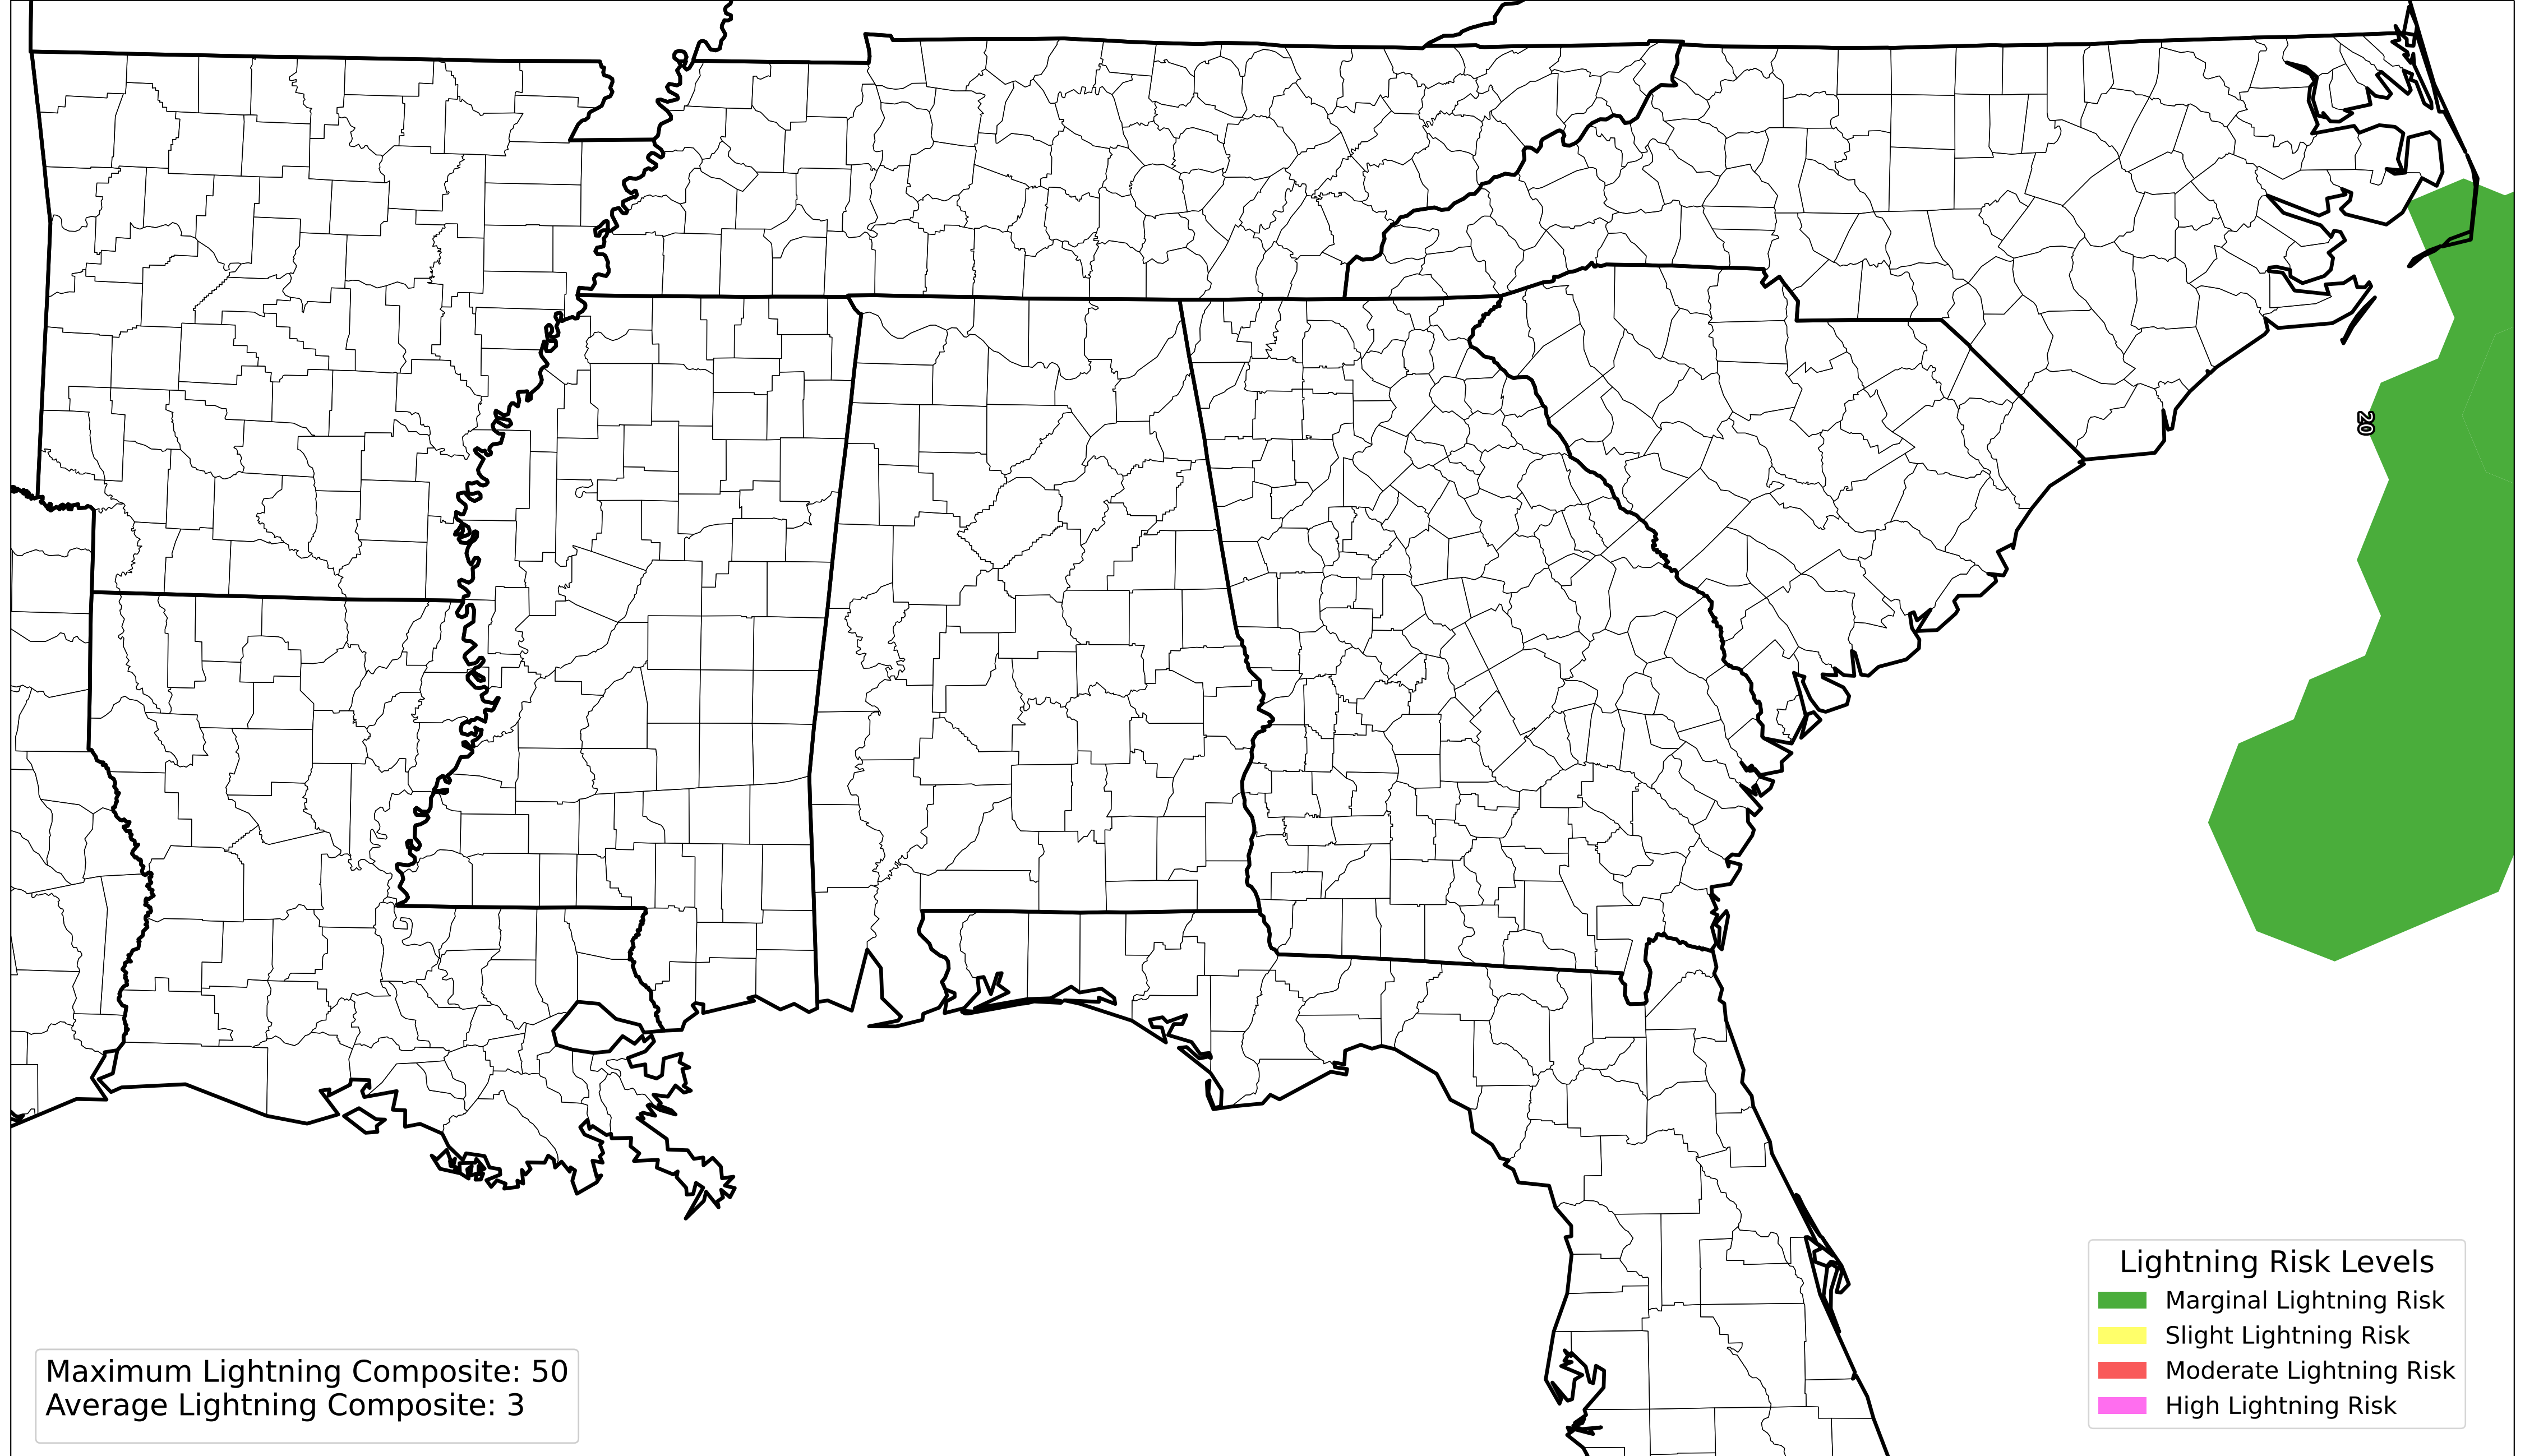 20
Lightning Risk Levels
Marginal Lightning Risk
Slight Lightning Risk
Moderate Lightning Risk
High Lightning Risk
Maximum Lightning Composite: 50
Average Lightning Composite: 3